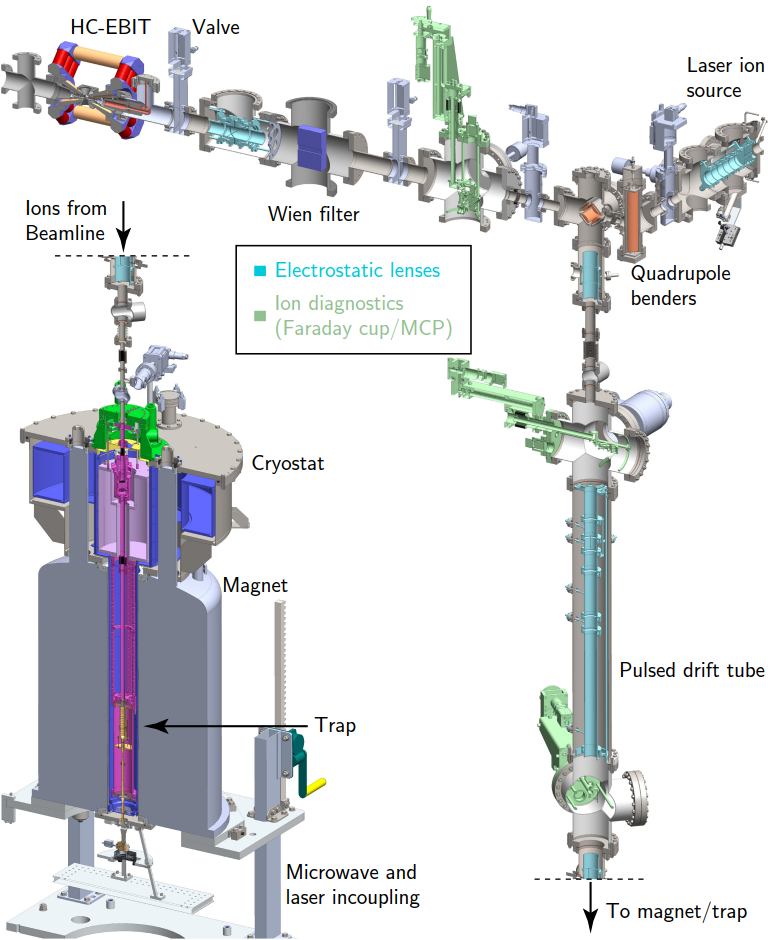 HC-EBIT
Valve
Laser ion
source
Wien filter
Ions from
Beamline
Electrostatic lenses
Ion diagnostics
(Faraday cup/MCP)
Quadrupole
benders
Cryostat
Magnet
Pulsed drift tube
Trap
Microwave and
laser incoupling
To magnet/trap